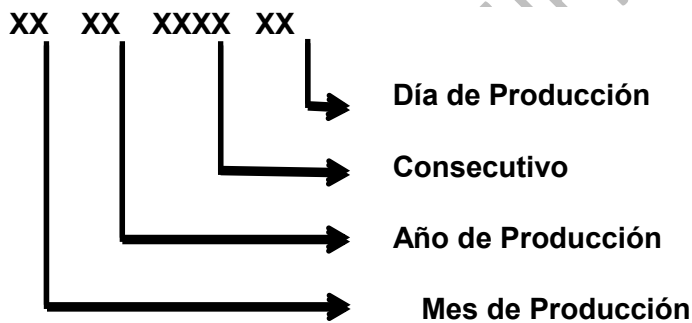 XX XX XXXX XX
Día de Producción
Consecutivo
Año de Producción
Mes de Producción